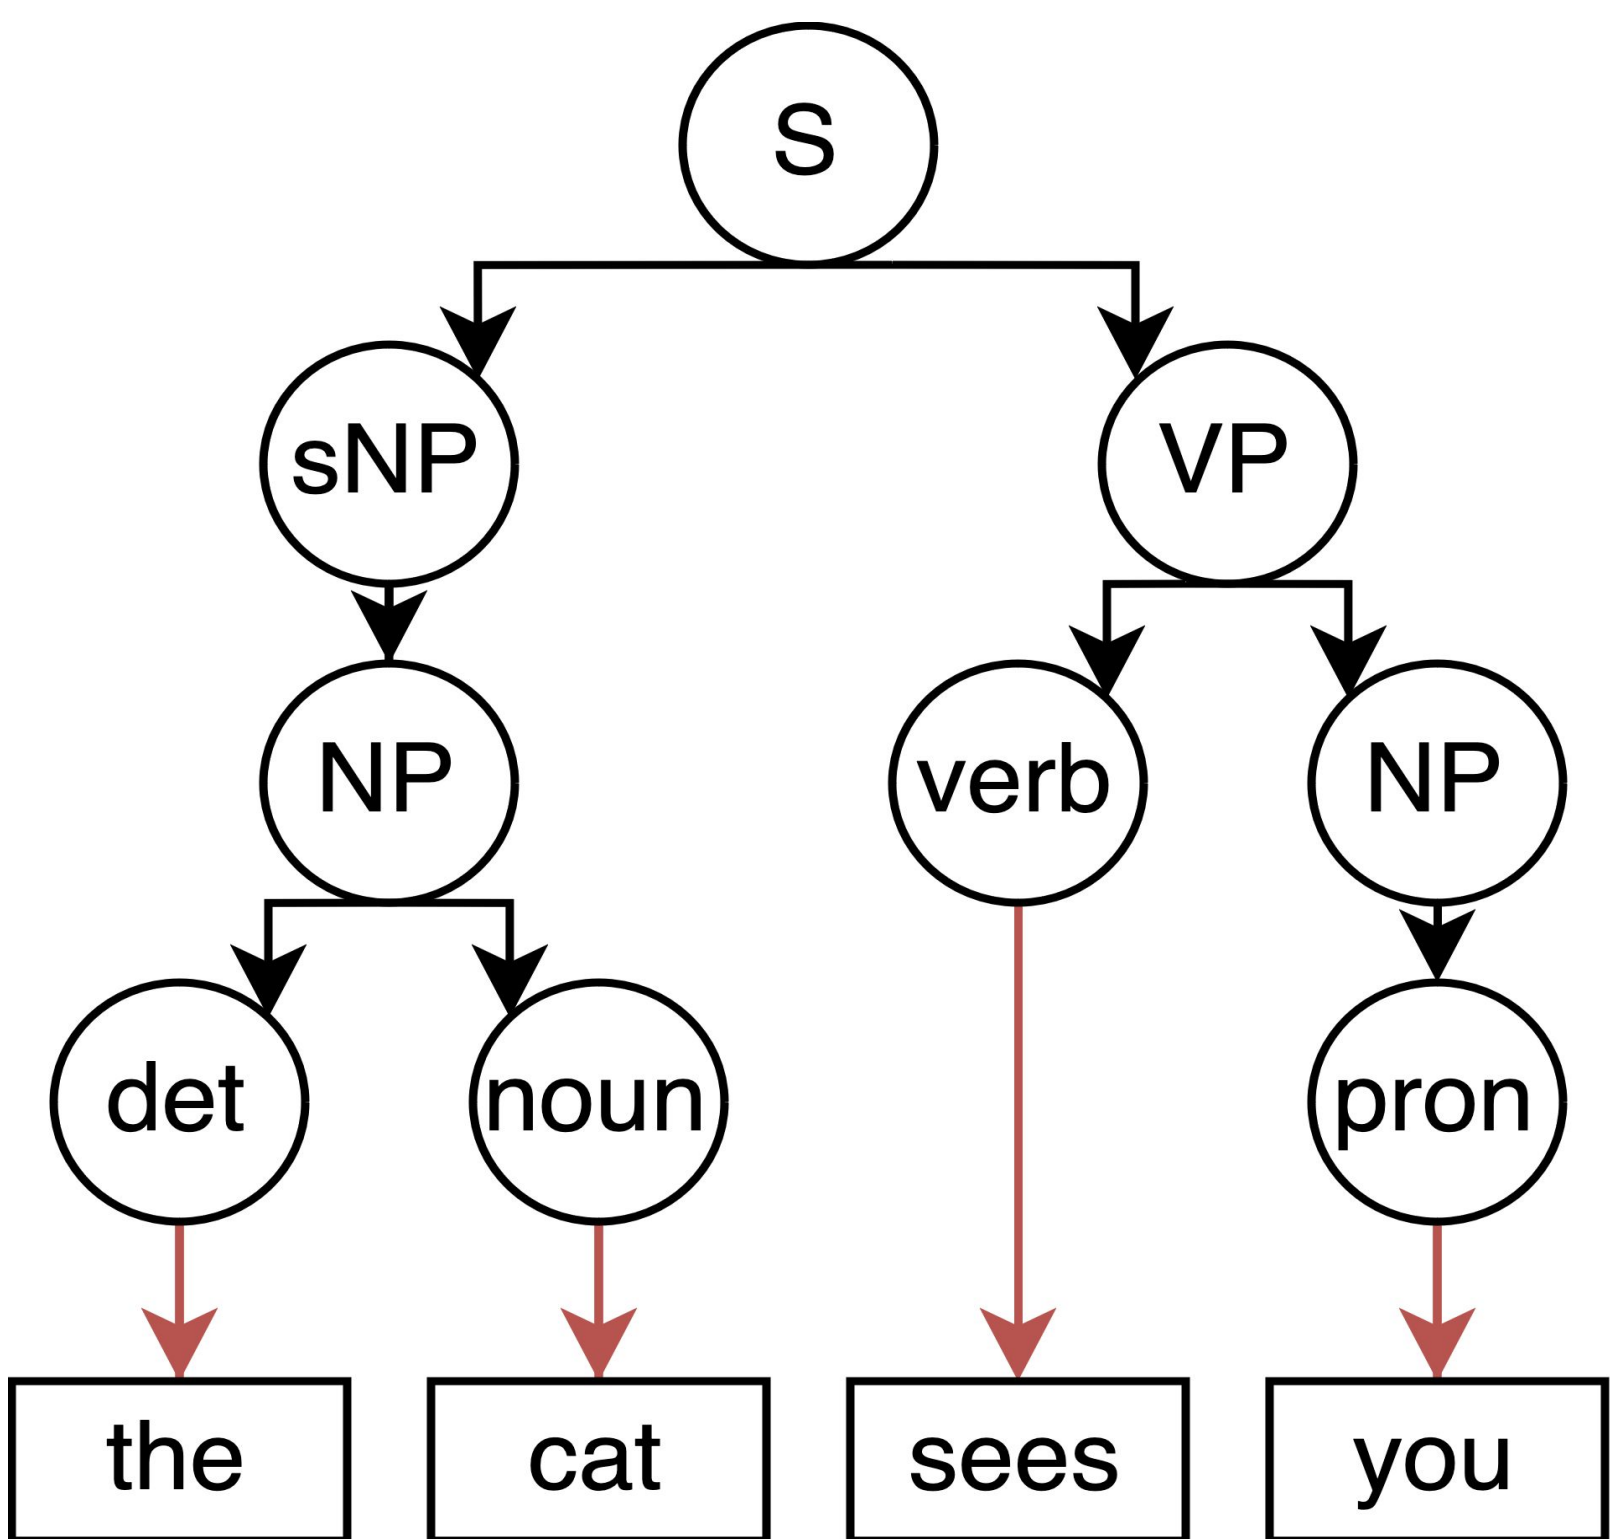 S
sNP VP
NP verb NP
det noun pron
the cat sees you